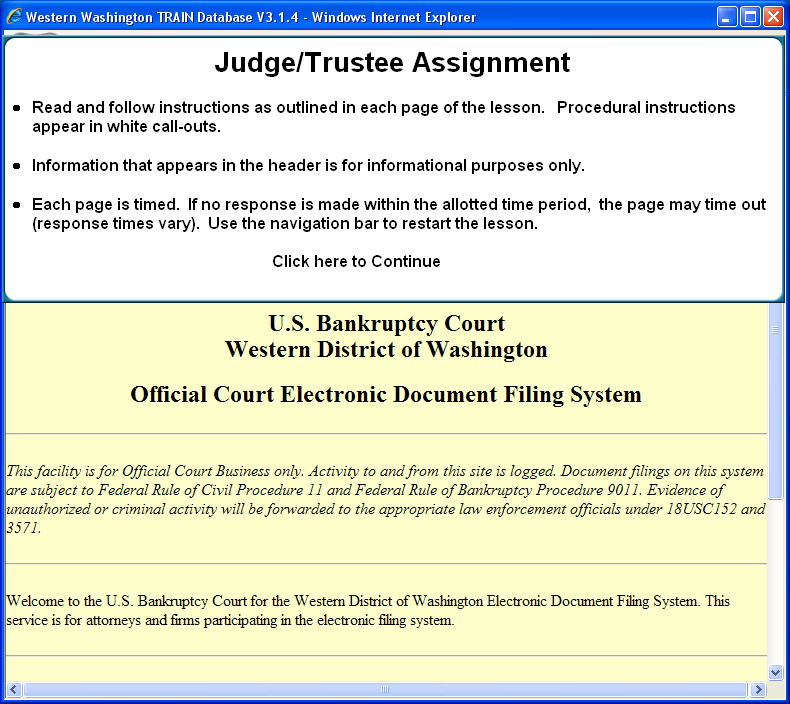 Western Washington TRAIN Database V3.1.4 - Windows Internet Explorer
Judge/Trustee Assignment
• Read and follow instructions as outlined in each page of the lesson. Procedural instructions
appear in white call-outs.
• Information that appears in the header is for informational purposes only.
• Each page is timed. If no response is made within the allotted time period, the page may time out
(response times vary). Use the navigation bar to restart the lesson.
Click here to Continue
U.S. Bankruptcy Court
Western District of Washington
Official Court Electronic Document Filing System
This facility is for Official Court Business only. Activity to and from this site is logged. Document filings on this system
are subject to Federal Rule of Civil Procedure 11 and Federal Rule of Bankruptcy Procedure 9011. Evidence of
unauthorized or criminal activity will be forwarded to the appropriate law enforcement officials under 18USC152 and
3571.
Welcome to the U.S. Bankruptcy Court for the Western District of Washington Electronic Document Filing System. This
service is for attorneys and firms participating in the electronic filing system.